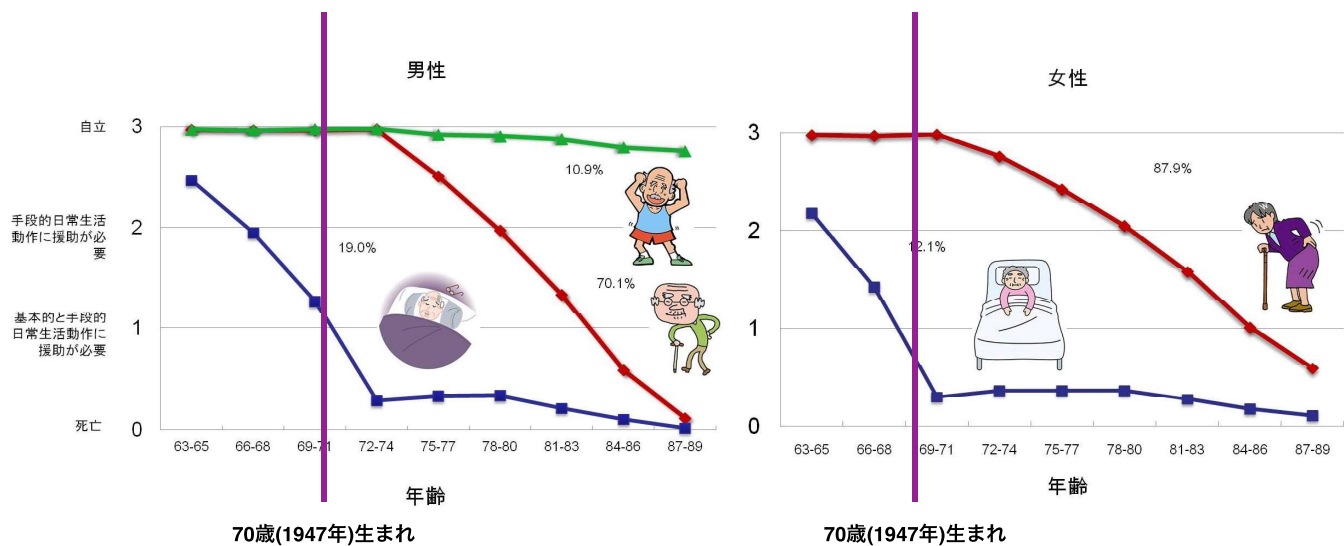 男性
自立
3
10.9%
手段的日常生活
動作に援助が必
要
2
19.0%
70.1%
基本的と手段的
日常生活動作に
援助が必要
1
死亡
0
63-65 66-68 69-71 72-74 75-77 78-80 81-83 84-86 87-89
年齢
70歳(1947年)生まれ
女性
3
87.9%
2
12.1%
1
0
63-65 66-68 69-71 72-74 75-77 78-80 81-83 84-86 87-89
年齢
70歳(1947年)生まれ